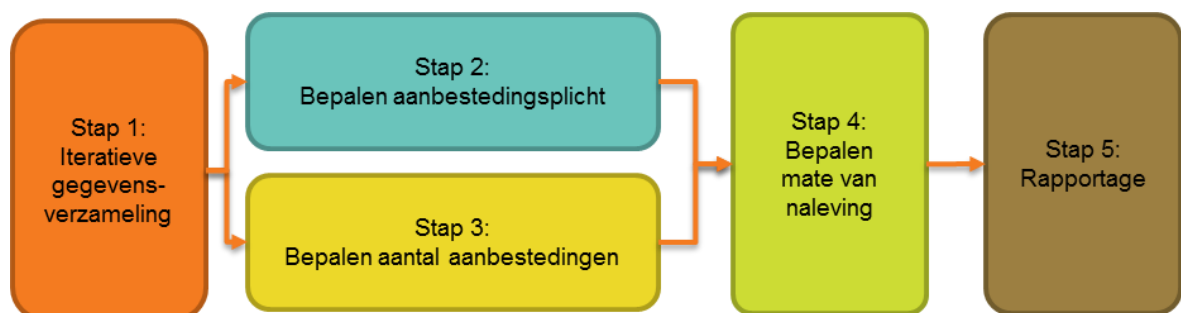 Stap 1:
Iteratieve
gegevens-
verzameling
Stap 2:
Bepalen aanbestedingsplicht
Stap 3:
Bepalen aantal aanbestedingen
Stap 4:
Bepalen
mate van
naleving
Stap 5:
Rapportage